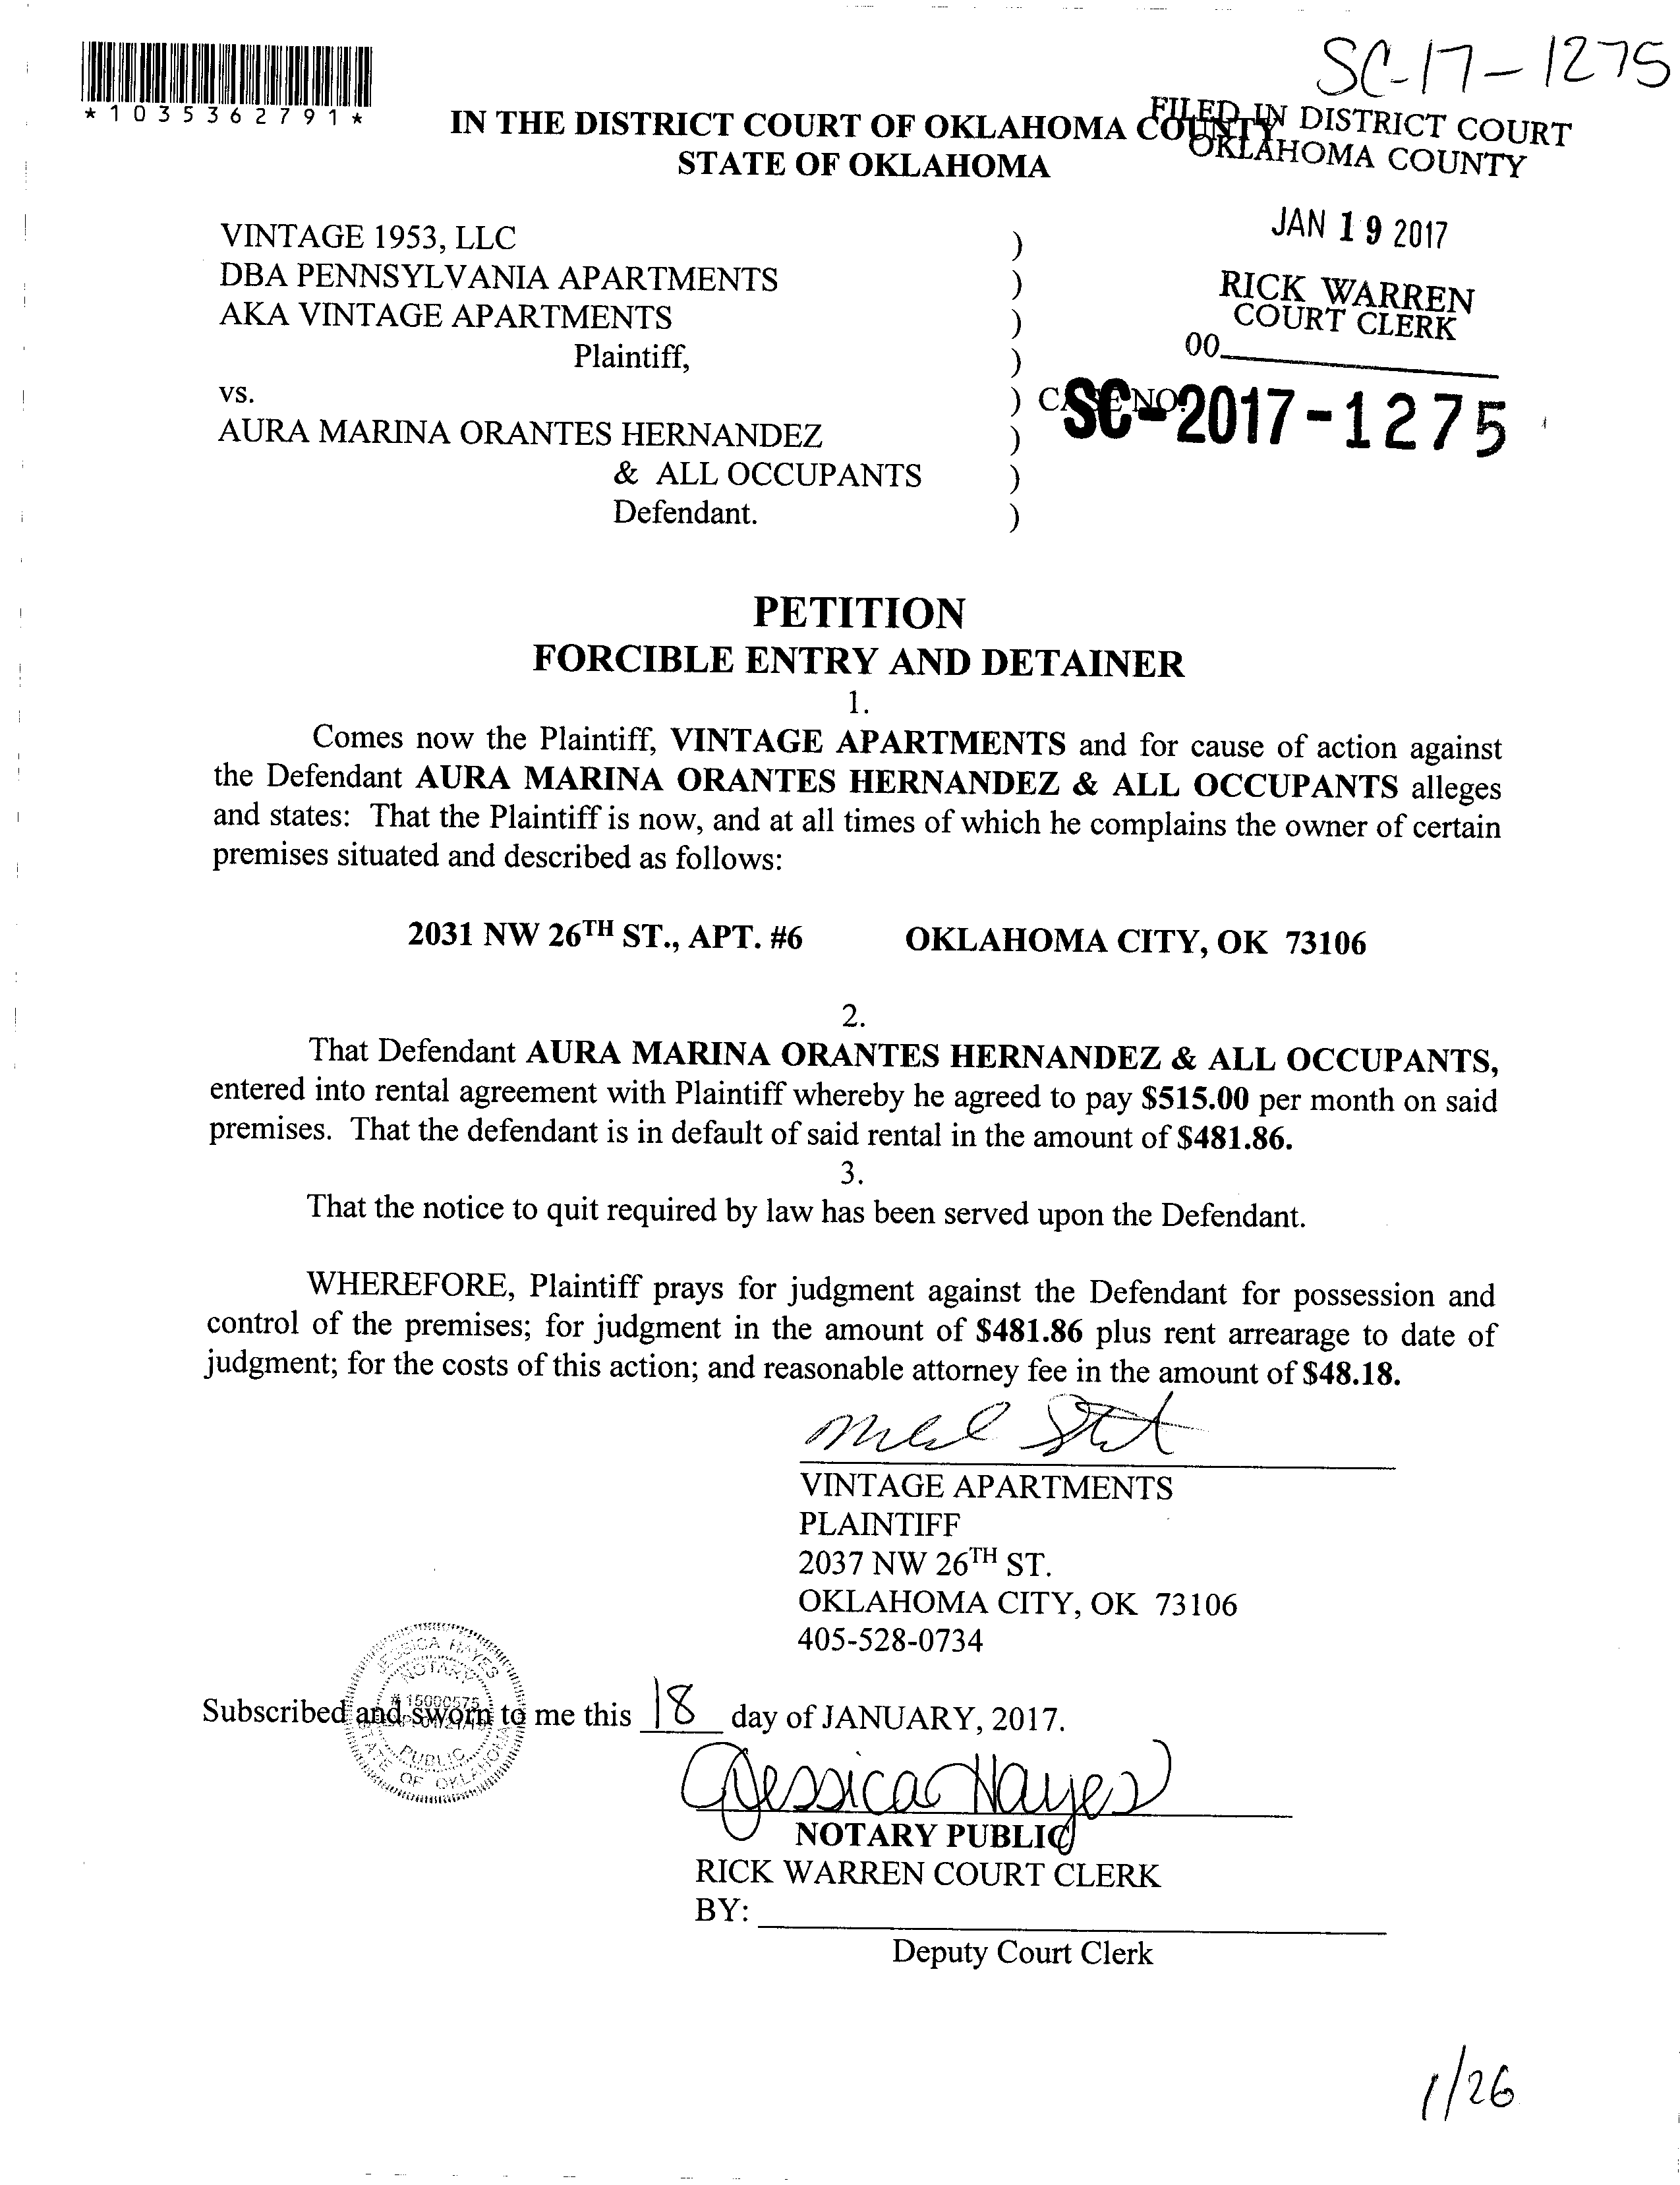 SC-17-1275
*1035362791*
IN THE DISTRICT COURT OF OKLAHOMA COUNTY
STATE OF OKLAHOMA
FILED IN DISTRICT COURT
OKLAHOMA COUNTY
JAN 19 2017
RICK WARREN
COURT CLERK
00
VINTAGE 1953, LLC )
DBA PENNSYLVANIA APARTMENTS )
AKA VINTAGE APARTMENTS )
Plaintiff, )
vs. ) CASE NO. SC-2017-1275
AURA MARINA ORANTES HERNANDEZ )
& ALL OCCUPANTS )
Defendant. )
PETITION
FORCIBLE ENTRY AND DETAINER
1.
Comes now the Plaintiff, VINTAGE APARTMENTS and for cause of action against
the Defendant AURA MARINA ORANTES HERNANDEZ & ALL OCCUPANTS alleges
and states: That the Plaintiff is now, and at all times of which he complains the owner of certain
premises situated and described as follows:
2031 NW 26TH ST., APT. #6 OKLAHOMA CITY, OK 73106
2.
That Defendant AURA MARINA ORANTES HERNANDEZ & ALL OCCUPANTS,
entered into rental agreement with Plaintiff whereby he agreed to pay $515.00 per month on said
premises. That the defendant is in default of said rental in the amount of $481.86.
3.
That the notice to quit required by law has been served upon the Defendant.
WHEREFORE, Plaintiff prays for judgment against the Defendant for possession and
control of the premises; for judgment in the amount of $481.86 plus rent arrearage to date of
judgment; for the costs of this action; and reasonable attorney fee in the amount of $48.18.
VINTAGE APARTMENTS
PLAINTIFF
2037 NW 26TH ST.
OKLAHOMA CITY, OK 73106
405-528-0734
JESSICA HAYES
NOTARY
# 15000575
PUBLIC
STATE OF OKLAHOMA
Subscribed and sworn to me this 18 day of JANUARY, 2017.
Jessica Hayes
NOTARY PUBLIC
RICK WARREN COURT CLERK
BY:
Deputy Court Clerk
1/26